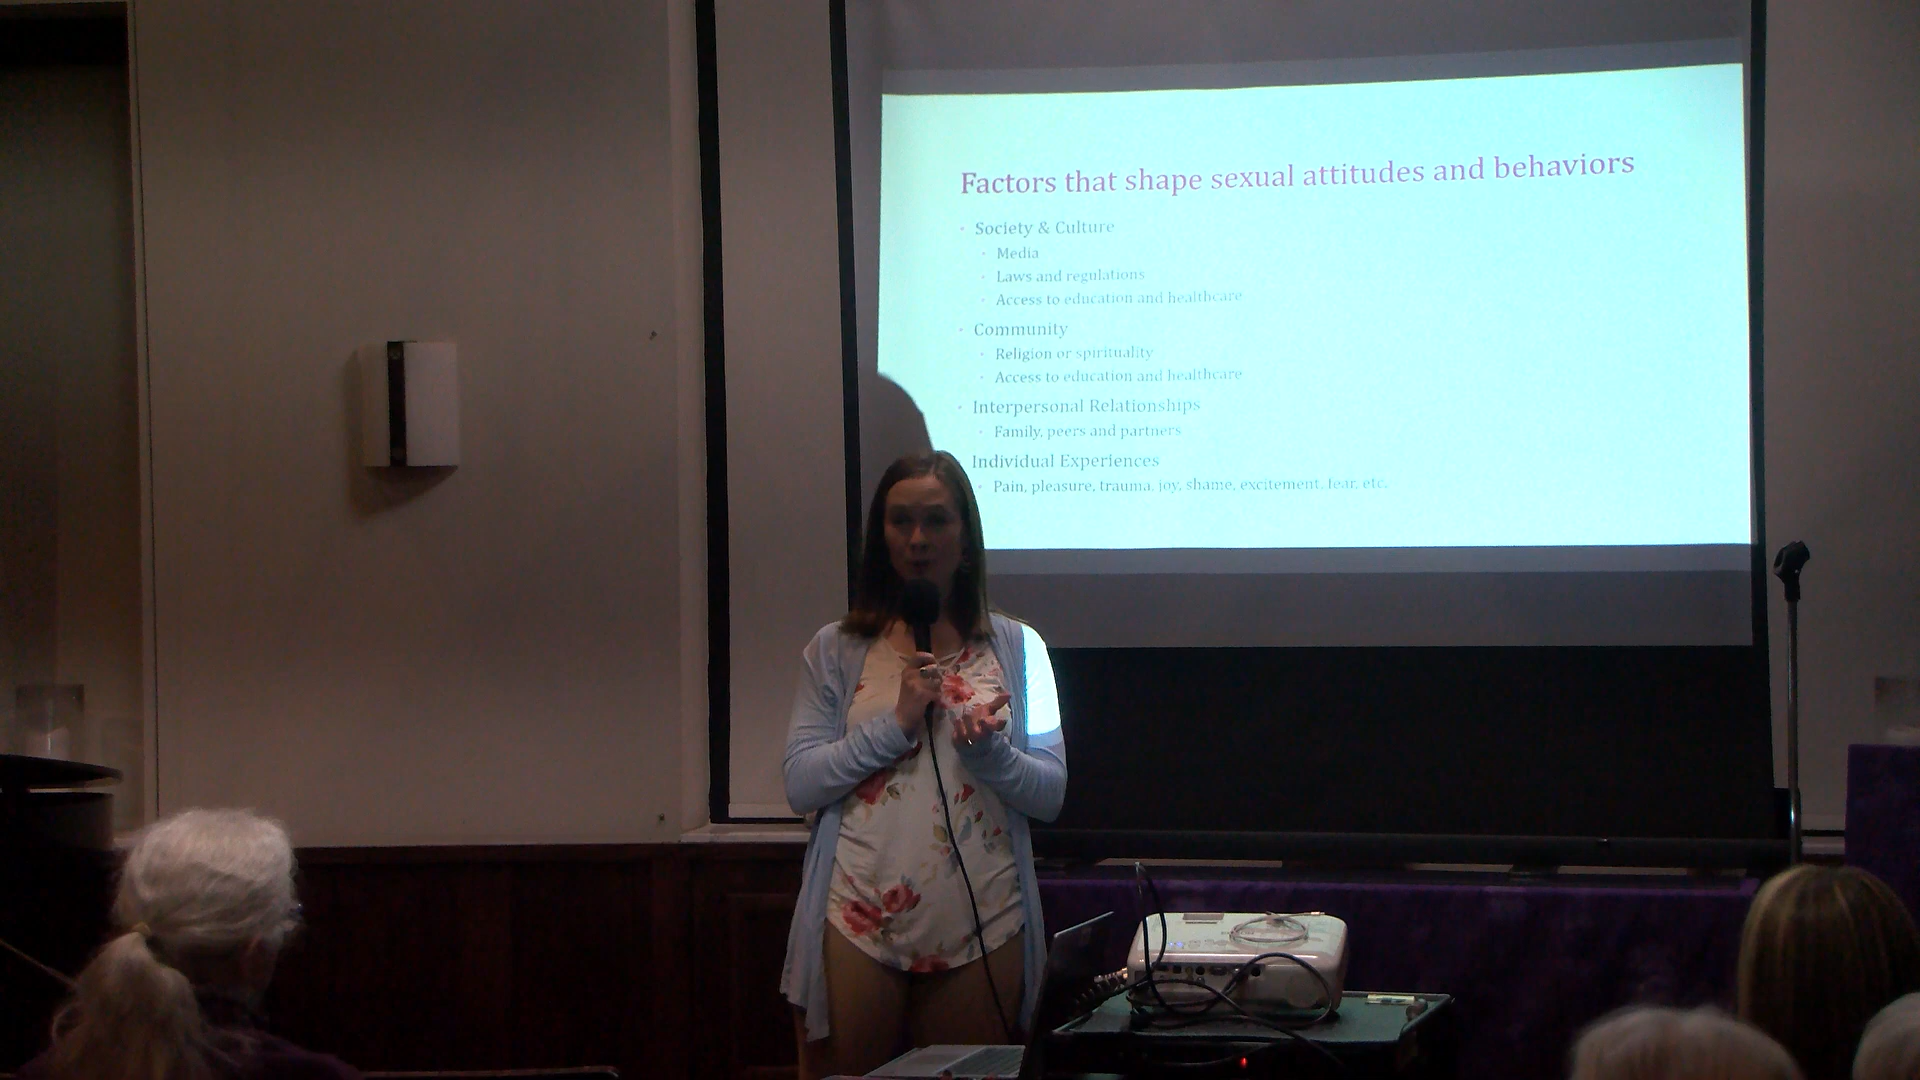 Factors that shape sexual attitudes and behaviors
Society & Culture
Media
Laws and regulations
Access to education and healthcare
Community
Religion or spirituality
Access to education and healthcare
Interpersonal Relationships
Family, peers and partners
Individual Experiences
Pain, pleasure, trauma, joy, shame, excitement, fear, etc.